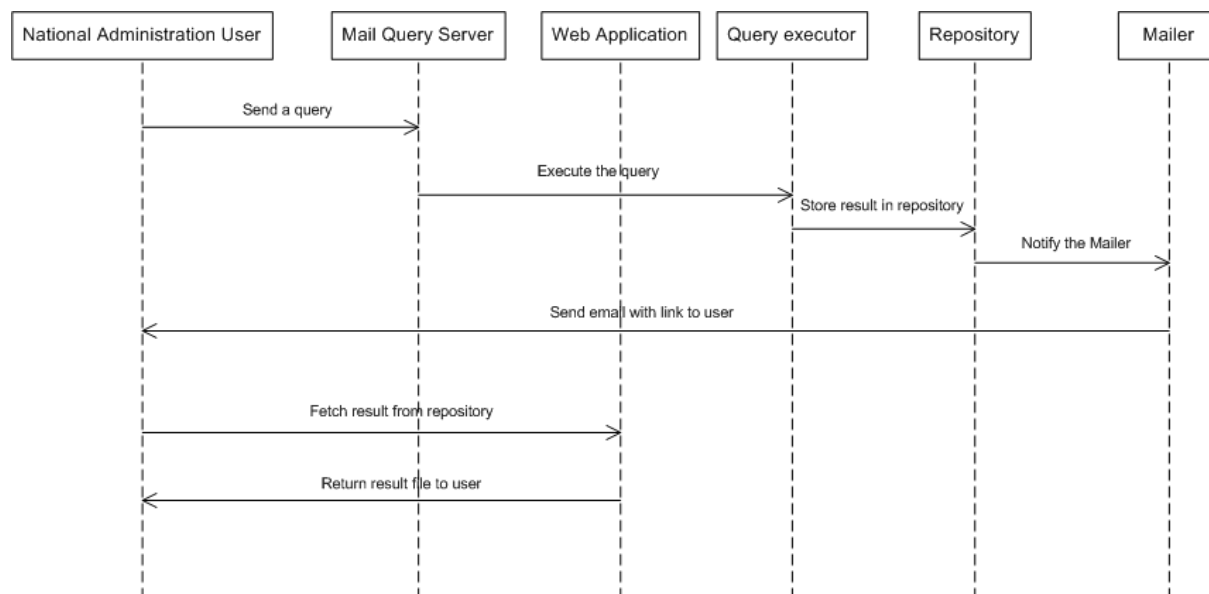 National Administration User
Mail Query Server
Web Application
Query executor
Repository
Mailer
Send a query
Execute the query
Store result in repository
Notify the Mailer
Send email with link to user
Fetch result from repository
Return result file to user